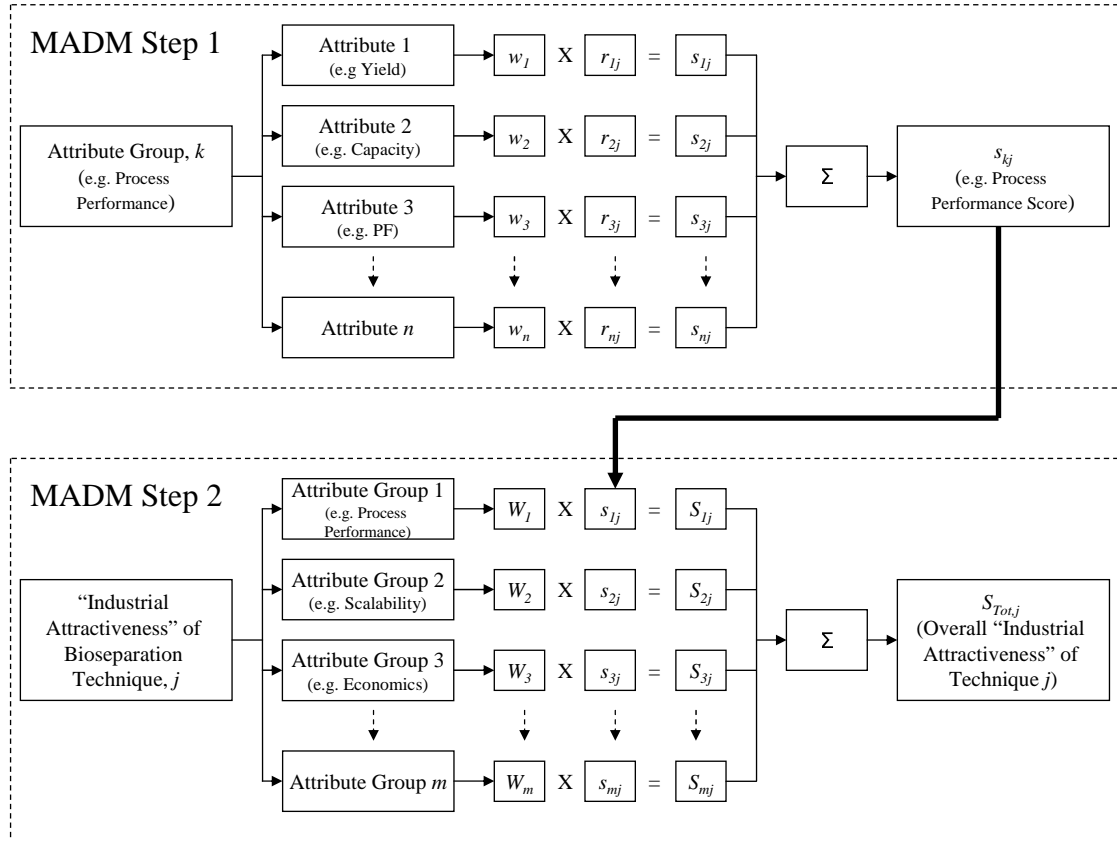 MADM Step 1
Attribute Group, k
(e.g. Process
Performance)
Attribute 1
(e.g Yield)
w1 X r1j = s1j
Attribute 2
(e.g. Capacity)
w2 X r2j = s2j
Attribute 3
(e.g. PF)
w3 X r3j = s3j
Attribute n
wn X rnj = snj
Σ
skj
(e.g. Process
Performance Score)
MADM Step 2
“Industrial
Attractiveness” of
Bioseparation
Technique, j
Attribute Group 1
(e.g. Process
Performance)
W1 X s1j = S1j
Attribute Group 2
(e.g. Scalability)
W2 X s2j = S2j
Attribute Group 3
(e.g. Economics)
W3 X s3j = S3j
Attribute Group m
Wm X smj = Smj
Σ
STot,j
(Overall “Industrial
Attractiveness” of
Technique j)